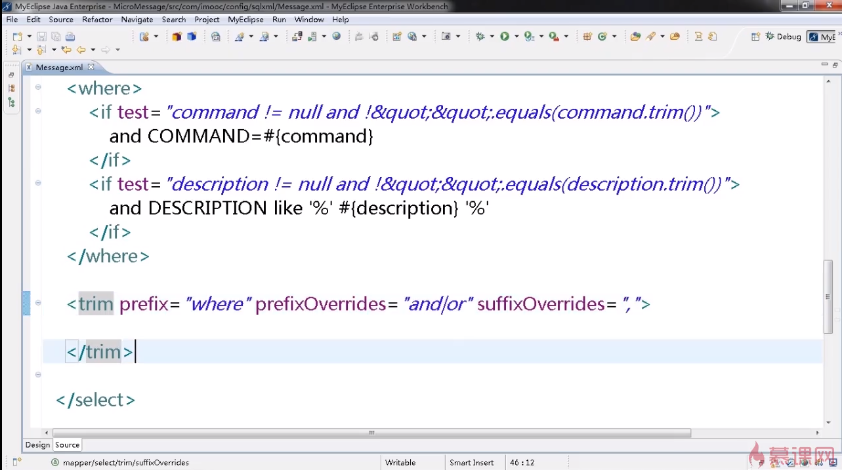 MyEclipse Java Enterprise - MicroMessage/src/com/imooc/config/sqlxml/Message.xml - MyEclipse Enterprise Workbench
File Edit Source Refactor Navigate Search Project MyEclipse Run Window Help
Debug MyE
Message.xml
<where>
<if test="command != null and !&quot;&quot;.equals(command.trim())">
and COMMAND=#{command}
</if>
<if test="description != null and !&quot;&quot;.equals(description.trim())">
and DESCRIPTION like '%' #{description} '%'
</if>
</where>
<trim prefix="where" prefixOverrides="and/or" suffixOverrides=",">
</trim>
</select>
Design Source
mapper/select/trim/suffixOverrides Writable Smart Insert 46 : 12
慕课网